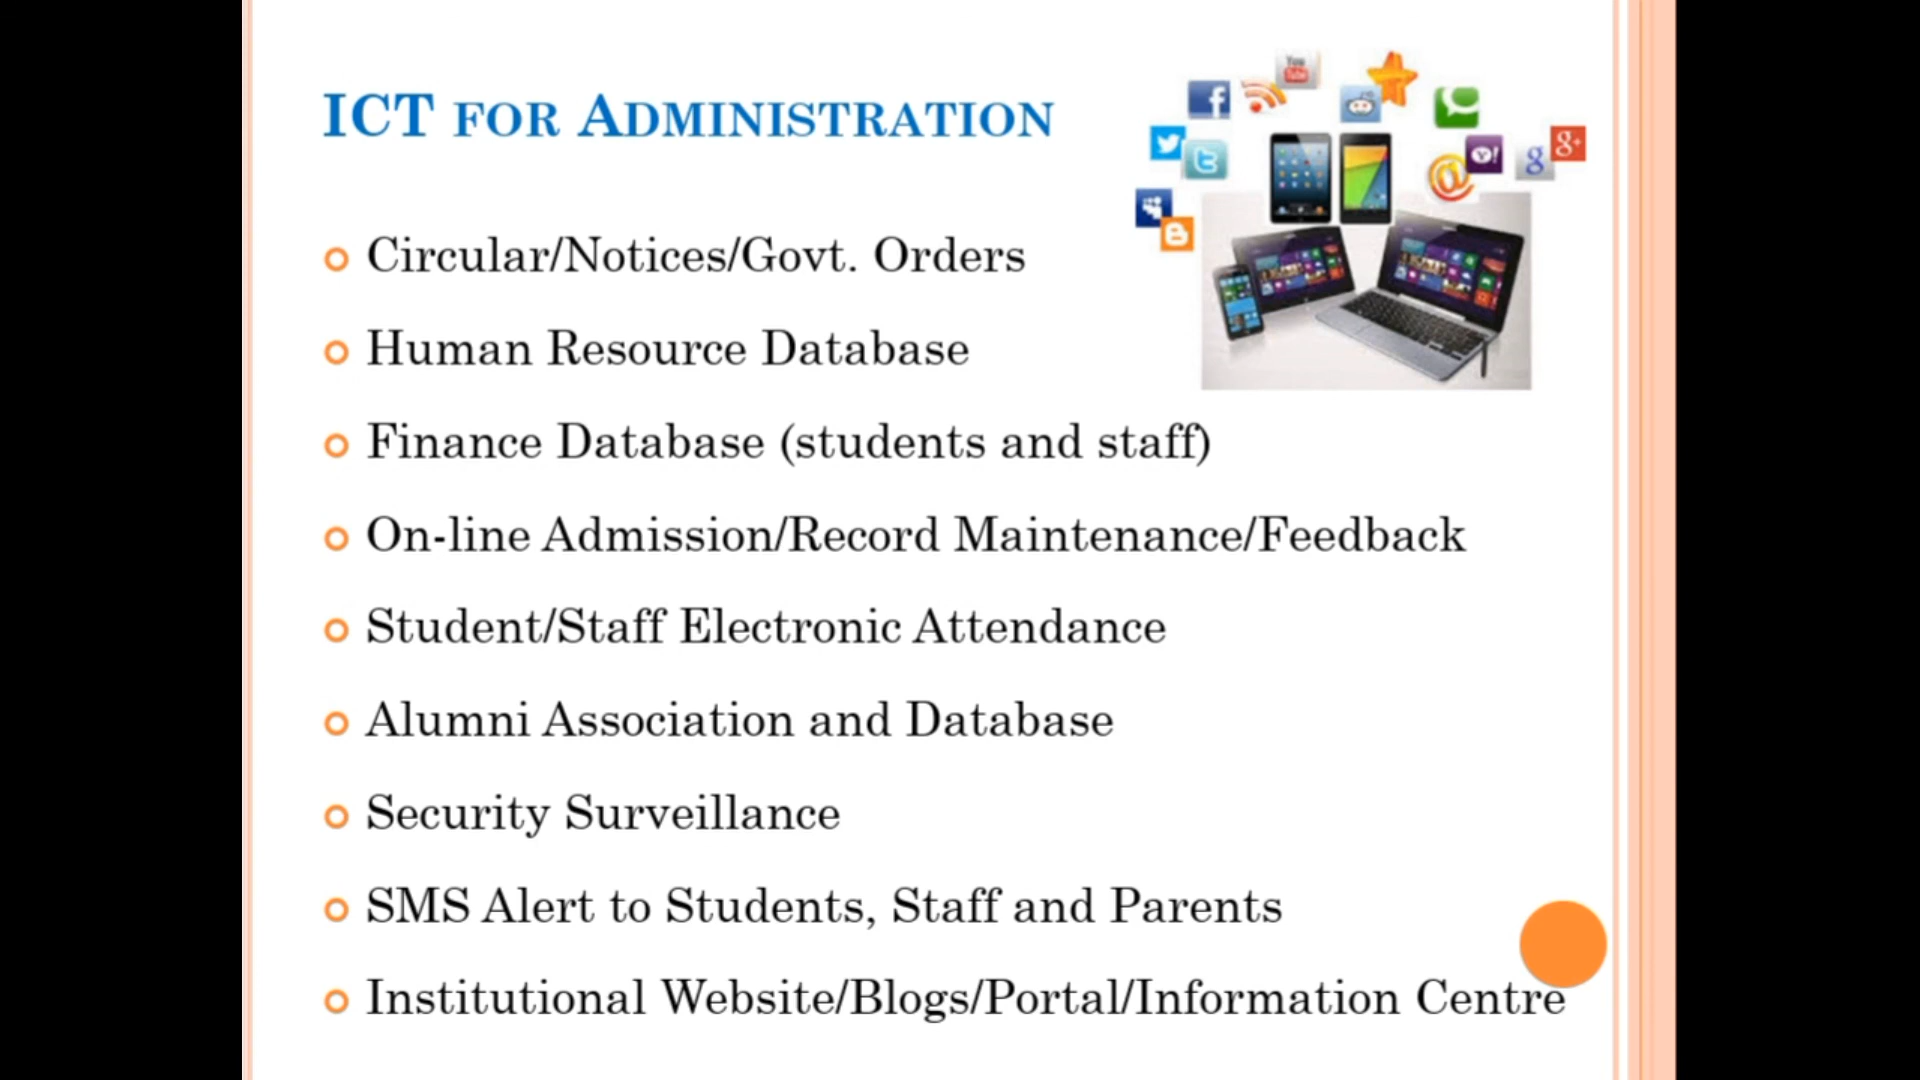 ICT FOR ADMINISTRATION
Circular/Notices/Govt. Orders
Human Resource Database
Finance Database (students and staff)
On-line Admission/Record Maintenance/Feedback
Student/Staff Electronic Attendance
Alumni Association and Database
Security Surveillance
SMS Alert to Students, Staff and Parents
Institutional Website/Blogs/Portal/Information Centre
You
Tube